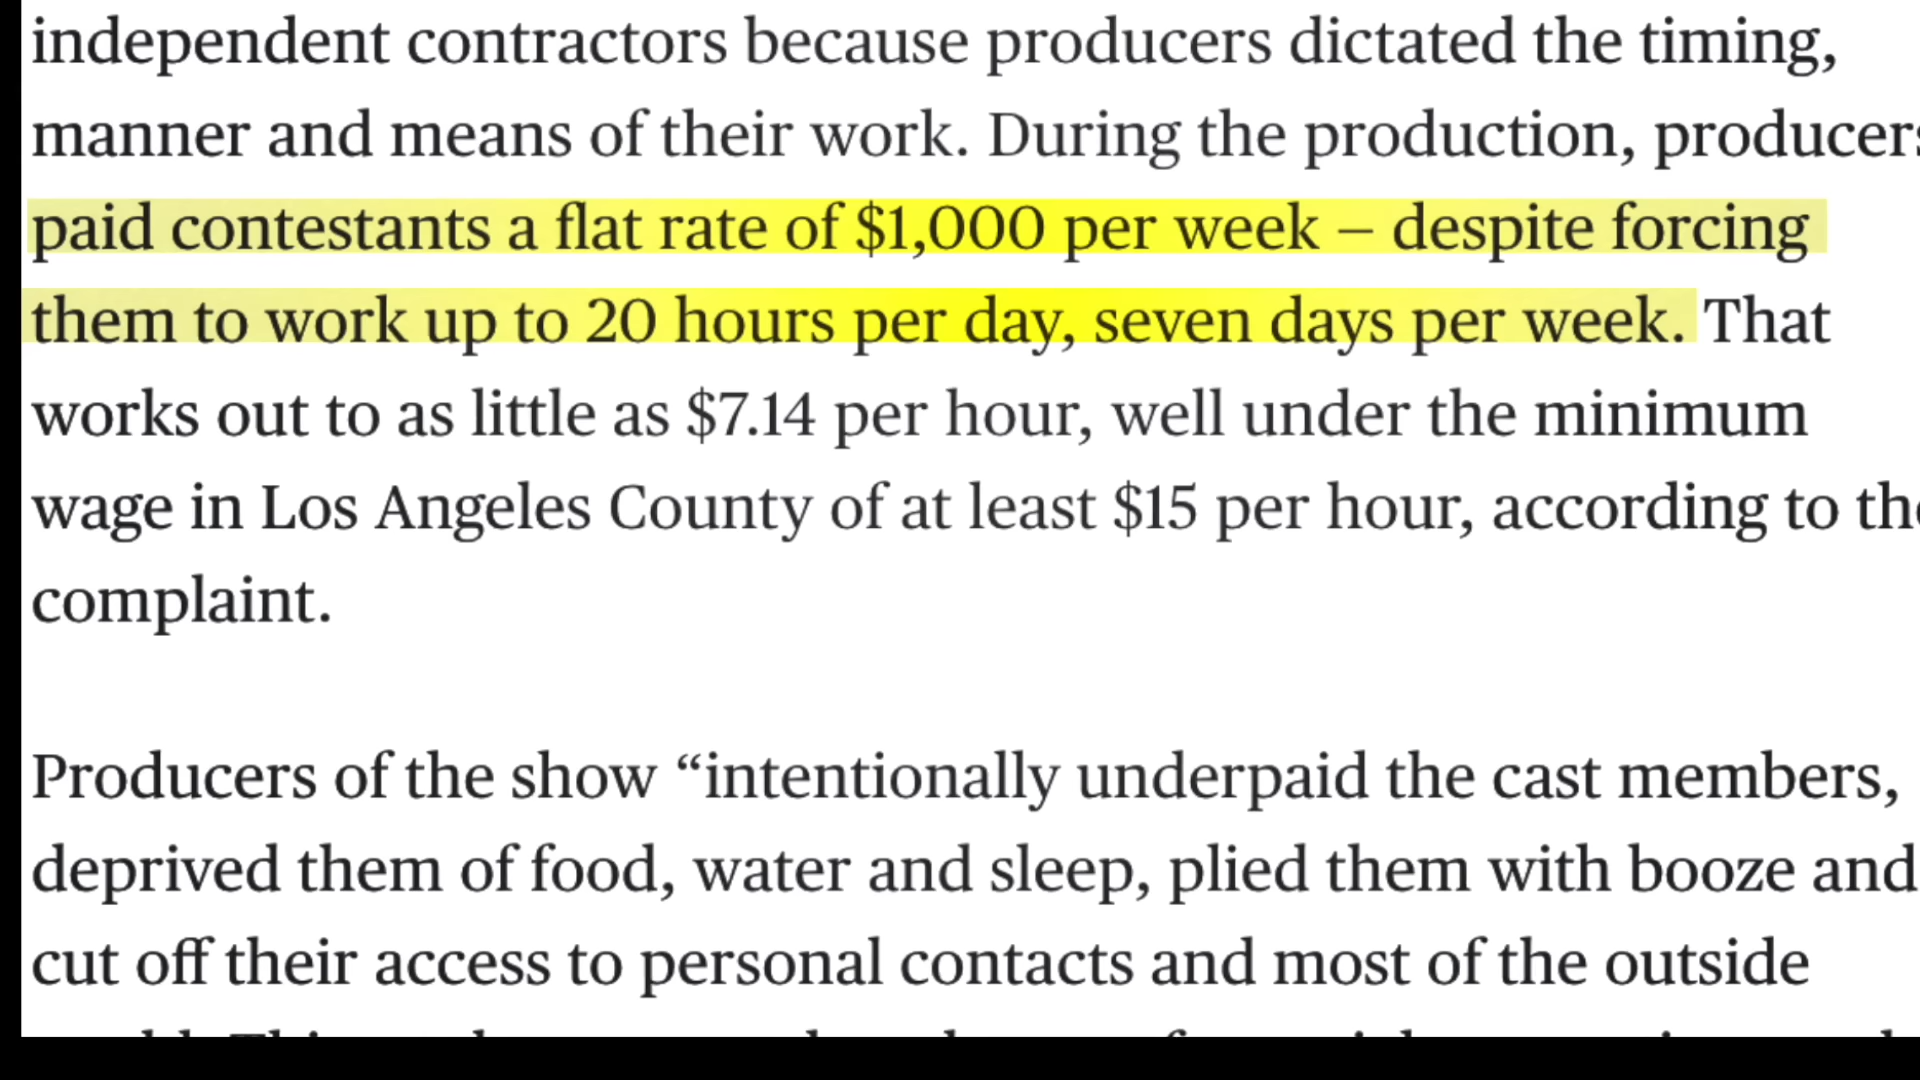 independent contractors because producers dictated the timing,
manner and means of their work. During the production, producers
paid contestants a flat rate of $1,000 per week – despite forcing
them to work up to 20 hours per day, seven days per week. That
works out to as little as $7.14 per hour, well under the minimum
wage in Los Angeles County of at least $15 per hour, according to the
complaint.
Producers of the show “intentionally underpaid the cast members,
deprived them of food, water and sleep, plied them with booze and
cut off their access to personal contacts and most of the outside